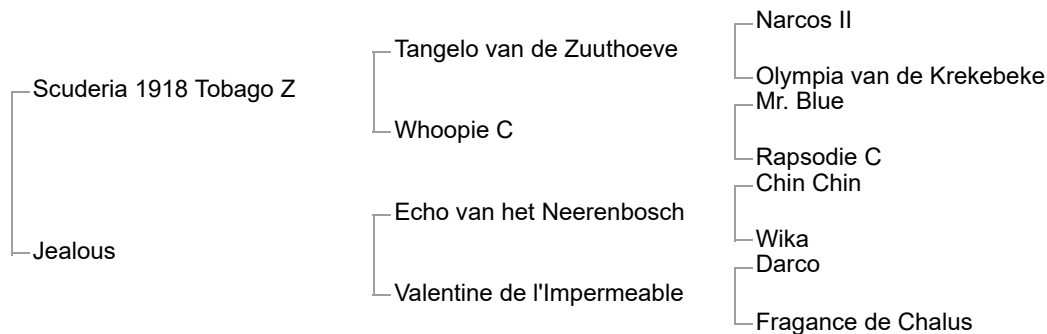 Narcos II
Tangelo van de Zuuthoeve
Olympia van de Krekebeke
Scuderia 1918 Tobago Z
Mr. Blue
Whoopie C
Rapsodie C
Chin Chin
Echo van het Neerenbosch
Wika
Jealous
Darco
Valentine de l'Impermeable
Fragance de Chalus